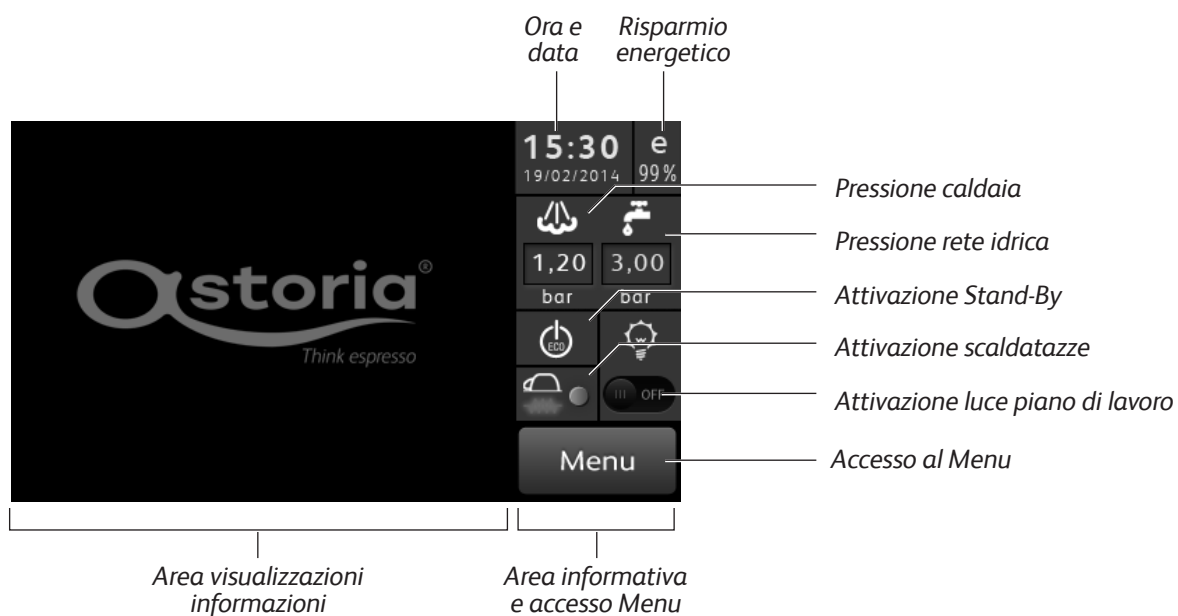 Ora e
data
Risparmio
energetico
15:30
19/02/2014
e
99%
1,20
bar
3,00
bar
ECO
OFF
Menu
astoria®
Think espresso
Pressione caldaia
Pressione rete idrica
Attivazione Stand-By
Attivazione scaldatazze
Attivazione luce piano di lavoro
Accesso al Menu
Area visualizzazioni
informazioni
Area informativa
e accesso Menu